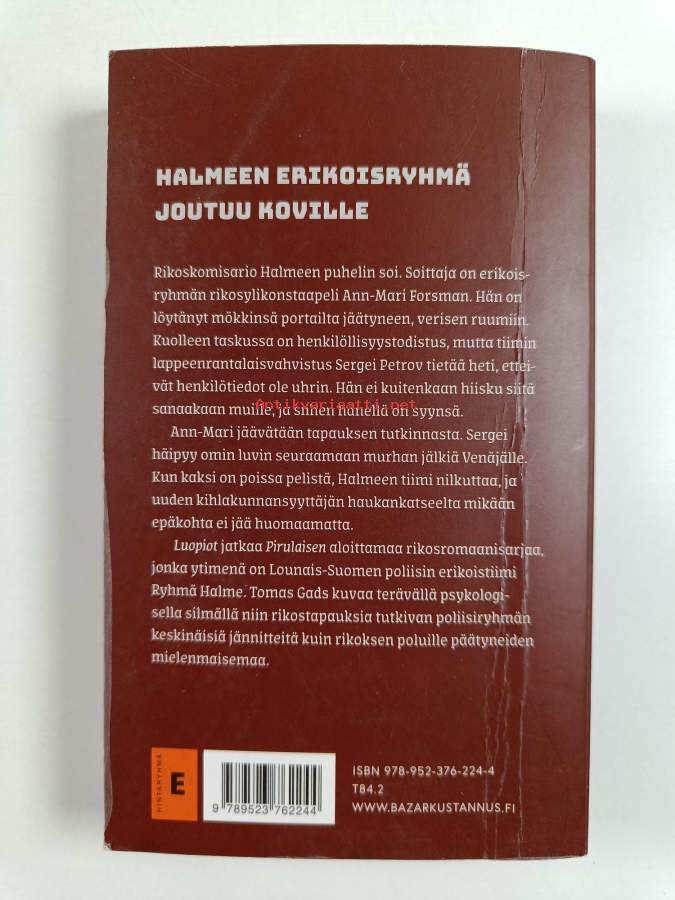 HALMEEN ERIKOISRYHMÄ
JOUTUU KOVILLE
Rikoskomisario Halmeen puhelin soi. Soittaja on erikois-
ryhmän rikosylikonstaapeli Ann-Mari Forsman. Hän on
löytänyt mökkinsä portailta jäätyneen, verisen ruumiin.
Kuolleen taskussa on henkilöllisyystodistus, mutta tiimin
lappeenrantalaisvahvistus Sergei Petrov tietää heti, ettei-
vät henkilötiedot ole uhrin. Hän ei kuitenkaan hiisku siitä
sanaakaan muille, ja siihen hänellä on syynsä.
Antikvariaatti.net
Ann-Mari jäävätään tapauksen tutkinnasta. Sergei
häipyy omin luvin seuraamaan murhan jälkiä Venäjälle.
Kun kaksi on poissa pelistä, Halmeen tiimi nilkuttaa, ja
uuden kihlakunnansyyttäjän haukankatseelta mikään
epäkohta ei jää huomaamatta.
Luopiot jatkaa Pirulaisen aloittamaa rikosromaanisarjaa,
jonka ytimenä on Lounais-Suomen poliisin erikoistiimi
Ryhmä Halme. Tomas Gads kuvaa terävällä psykologi-
sella silmällä niin rikostapauksia tutkivan poliisiryhmän
keskinäisiä jännitteitä kuin rikoksen poluille päätyneiden
mielenmaisemaa.
HINTARYHMÄ
E
9 789523 762244
ISBN 978-952-376-224-4
T84.2
WWW.BAZARKUSTANNUS.FI